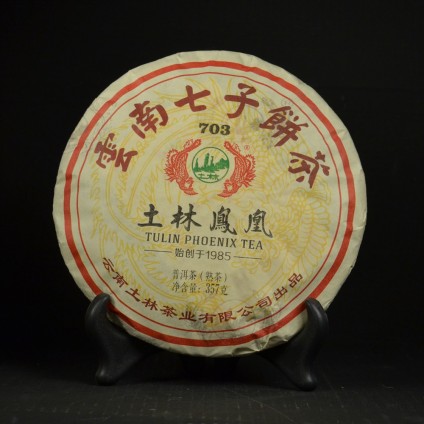 雲南七子餅茶
703
土林
土林鳳凰
TULIN PHOENIX TEA
始创于1985
普洱茶(熟茶)
净含量:357克
云南土林茶业有限公司出品